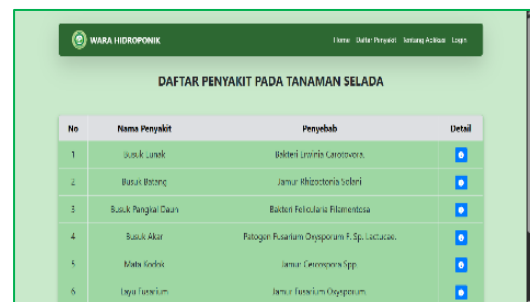 WARA HIDROPONIK Home Daftar Penyakit Tentang Aplikasi Login
DAFTAR PENYAKIT PADA TANAMAN SELADA
No Nama Penyakit Penyebab Detail
1 Busuk Lunak Bakteri Erwinia Carotovora.
2 Busuk Batang Jamur Rhizoctonia Solani
3 Busuk Pangkal Daun Bakteri Felicularia Filamentosa
4 Busuk Akar Patogen Fusarium Oxysporum F. Sp. Lactucae.
5 Mata Kodok Jamur Cercospora Spp
6 Layu Fusarium Jamur Fusarium Oxysporum.